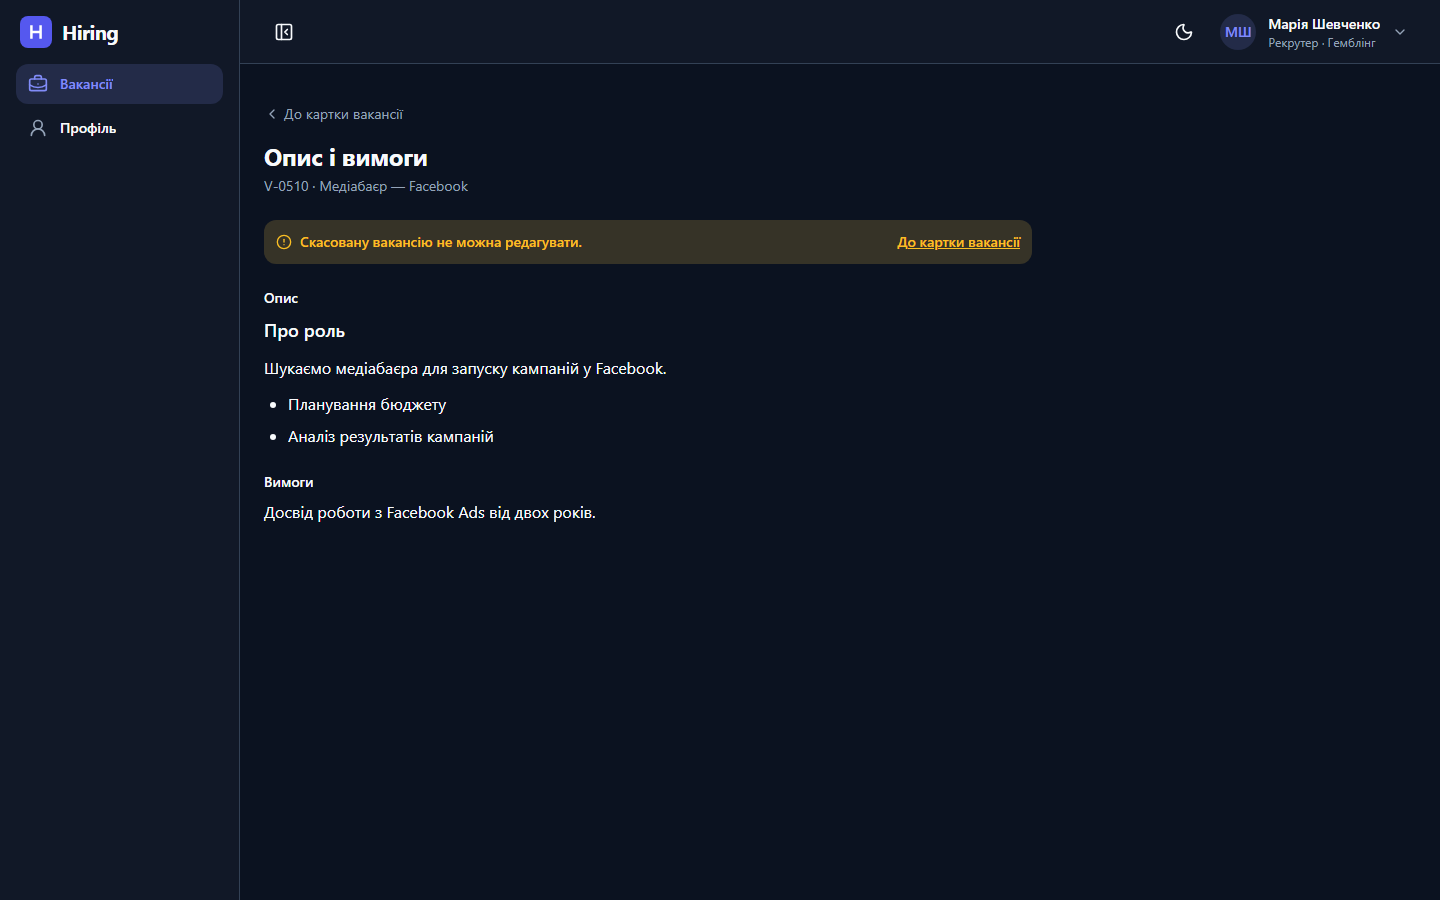 H Hiring
Вакансії
Профіль
МШ
Марія Шевченко
Рекрутер · Гемблінг
До картки вакансії
Опис і вимоги
V-0510 · Медіабаєр — Facebook
Скасовану вакансію не можна редагувати.
До картки вакансії
Опис
Про роль
Шукаємо медіабаєра для запуску кампаній у Facebook.
• Планування бюджету
• Аналіз результатів кампаній
Вимоги
Досвід роботи з Facebook Ads від двох років.